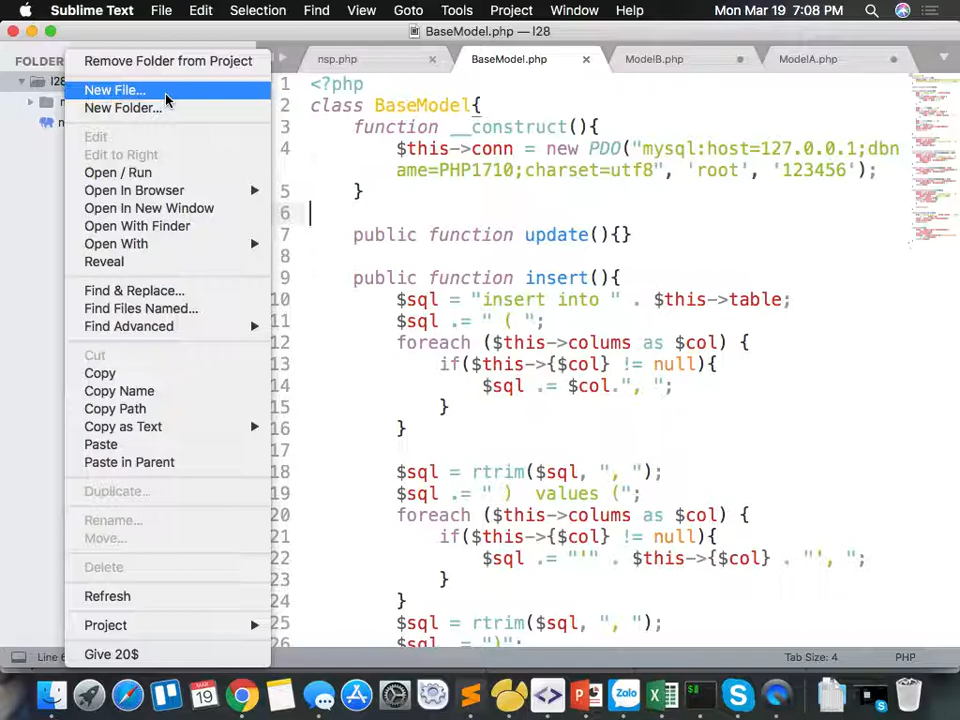 Sublime Text File Edit Selection Find View Goto Tools Project Window Help Mon Mar 19 7:08 PM
BaseModel.php — l28
FOLDER
nsp.php BaseModel.php ModelB.php ModelA.php
l28
Remove Folder from Project
New File...
New Folder...
Edit
Edit to Right
Open / Run
Open In Browser
Open In New Window
Open With Finder
Open With
Reveal
Find & Replace...
Find Files Named...
Find Advanced
Cut
Copy
Copy Name
Copy Path
Copy as Text
Paste
Paste in Parent
Duplicate...
Rename...
Move...
Delete
Refresh
Project
Give 20$
1 <?php
2 class BaseModel{
3 function __construct(){
4 $this->conn = new PDO("mysql:host=127.0.0.1;dbn
ame=PHP1710;charset=utf8", 'root', '123456');
5 }
6
7 public function update(){}
8
9 public function insert(){
10 $sql = "insert into " . $this->table;
11 $sql .= " ( ";
12 foreach ($this->colums as $col) {
13 if($this->{$col} != null){
14 $sql .= $col.", ";
15 }
16 }
17
18 $sql = rtrim($sql, ", ");
19 $sql .= " )  values (";
20 foreach ($this->colums as $col) {
21 if($this->{$col} != null){
22 $sql .= "'" . $this->{$col} . "', ";
23 }
24 }
25 $sql = rtrim($sql, ", ");
26 $sql .= ")";
Line 6
Tab Size: 4 PHP
MAR
19
Zalo